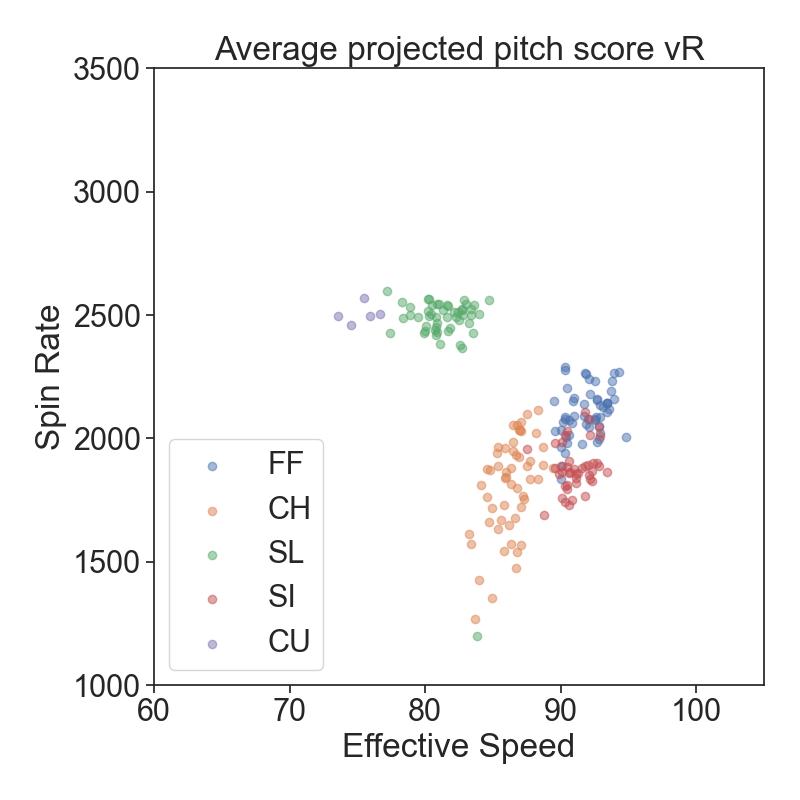 Average projected pitch score vR
3500
3000
2500
2000
1500
1000
Spin Rate
FF
CH
SL
SI
CU
60
70
80
90
100
Effective Speed